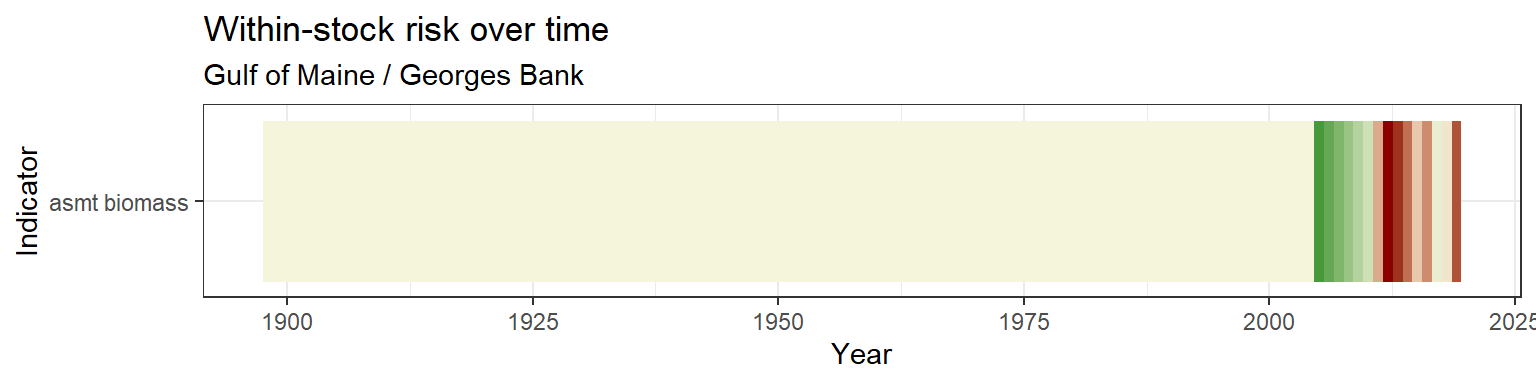 Within-stock risk over time
Gulf of Maine / Georges Bank
Indicator
asmt biomass
1900 1925 1950 1975 2000 2025
Year